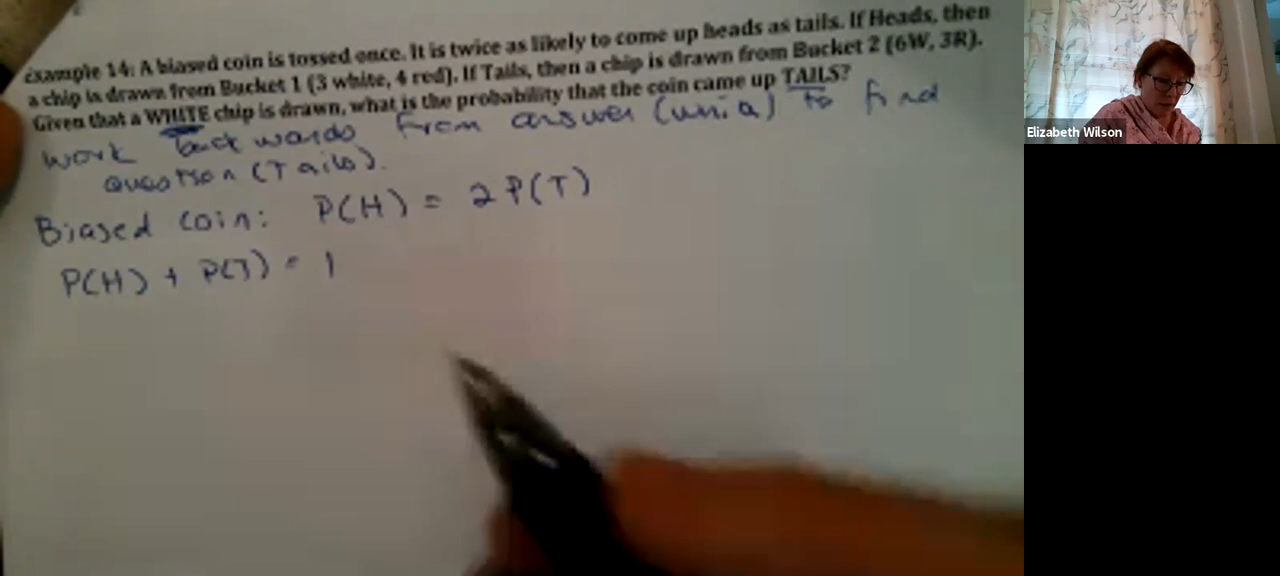 Example 14: A biased coin is tossed once. It is twice as likely to come up heads as tails. If Heads, then
a chip is drawn from Bucket 1 (3 white, 4 red). If Tails, then a chip is drawn from Bucket 2 (6W, 3R).
Given that a WHITE chip is drawn, what is the probability that the coin came up TAILS?
Work backwards from answer (white) to find
question (Tails).
Biased coin: P(H) = 2P(T)
P(H) + P(T) = 1
Elizabeth Wilson